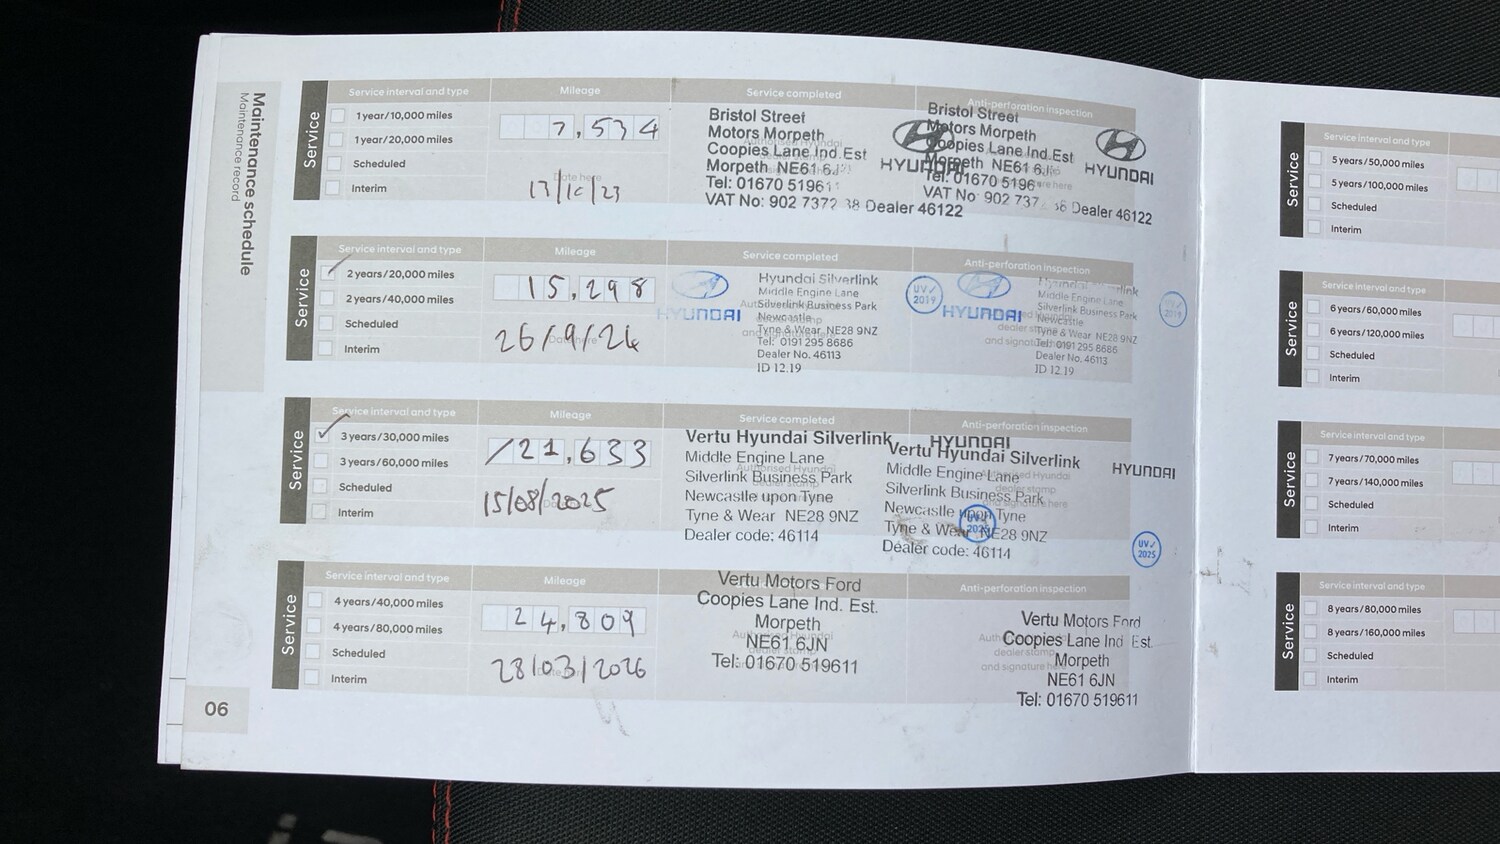 Maintenance schedule
Maintenance record
Service
Service interval and type
Mileage
Service completed
Anti-perforation inspection
1 year/10,000 miles
1 year/20,000 miles
Scheduled
Interim
7,534
Bristol Street
Motors Morpeth
Coopies Lane Ind Est
Morpeth NE61 6J
Tel: 01670 5196
VAT No: 902 7372 38 Dealer 46122
HYUNDAI
Bristol Street
Motors Morpeth
Coopies Lane Ind Est
Morpeth NE61 6J
Tel: 01670 5196
VAT No: 902 737 38 Dealer 46122
HYUNDAI
Service
Service interval and type
Mileage
Service completed
Anti-perforation inspection
2 years/20,000 miles
2 years/40,000 miles
Scheduled
Interim
15,298
26/9/24
HYUNDAI
Hyundai Silverlink
Middle Engine Lane
Silverlink Business Park
Newcastle
Tyne & Wear NE28 9NZ
Tel: 0191 295 8686
Dealer No. 46113
ID 12.19
UV✓
2019
HYUNDAI
Hyundai Silverlink
Middle Engine Lane
Silverlink Business Park
Newcastle
Tyne & Wear NE28 9NZ
Tel: 0191 295 8686
Dealer No. 46113
ID 12.19
UV✓
2019
Service
Service interval and type
Mileage
Service completed
Anti-perforation inspection
3 years/30,000 miles
3 years/60,000 miles
Scheduled
Interim
/21,633
15/08/2025
Vertu Hyundai Silverlink
Middle Engine Lane
Silverlink Business Park
Newcastle upon Tyne
Tyne & Wear NE28 9NZ
Dealer code: 46114
HYUNDAI
Vertu Hyundai Silverlink
Middle Engine Lane
Silverlink Business Park
Newcastle upon Tyne
Tyne & Wear NE28 9NZ
Dealer code: 46114
HYUNDAI
UV✓
2025
UV✓
2025
Service
Service interval and type
Mileage
Service completed
Anti-perforation inspection
4 years/40,000 miles
4 years/80,000 miles
Scheduled
Interim
24,809
28/03/2026
Vertu Motors Ford
Coopies Lane Ind. Est.
Morpeth
NE61 6JN
Tel: 01670 519611
Vertu Motors Ford
Coopies Lane Ind Est.
Morpeth
NE61 6JN
Tel: 01670 519611
06
Service
Service interval and type
5 years/50,000 miles
5 years/100,000 miles
Scheduled
Interim
Service
Service interval and type
6 years/60,000 miles
6 years/120,000 miles
Scheduled
Interim
Service
Service interval and type
7 years/70,000 miles
7 years/140,000 miles
Scheduled
Interim
Service
Service interval and type
8 years/80,000 miles
8 years/160,000 miles
Scheduled
Interim